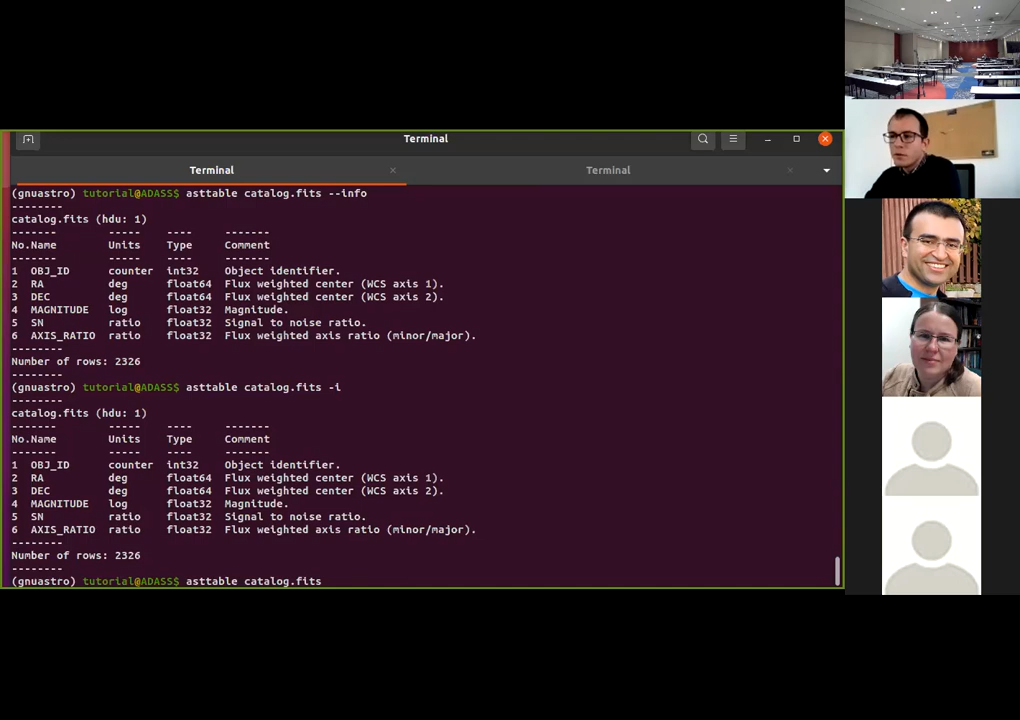 Terminal
Terminal
Terminal
(gnuastro) tutorial@ADASS$ asttable catalog.fits --info
--------
catalog.fits (hdu: 1)
------- ----- ---- -------
No.Name Units Type Comment
------- ----- ---- -------
1 OBJ_ID counter int32 Object identifier.
2 RA deg float64 Flux weighted center (WCS axis 1).
3 DEC deg float64 Flux weighted center (WCS axis 2).
4 MAGNITUDE log float32 Magnitude.
5 SN ratio float32 Signal to noise ratio.
6 AXIS_RATIO ratio float32 Flux weighted axis ratio (minor/major).
--------
Number of rows: 2326
--------
(gnuastro) tutorial@ADASS$ asttable catalog.fits -i
--------
catalog.fits (hdu: 1)
------- ----- ---- -------
No.Name Units Type Comment
------- ----- ---- -------
1 OBJ_ID counter int32 Object identifier.
2 RA deg float64 Flux weighted center (WCS axis 1).
3 DEC deg float64 Flux weighted center (WCS axis 2).
4 MAGNITUDE log float32 Magnitude.
5 SN ratio float32 Signal to noise ratio.
6 AXIS_RATIO ratio float32 Flux weighted axis ratio (minor/major).
--------
Number of rows: 2326
--------
(gnuastro) tutorial@ADASS$ asttable catalog.fits